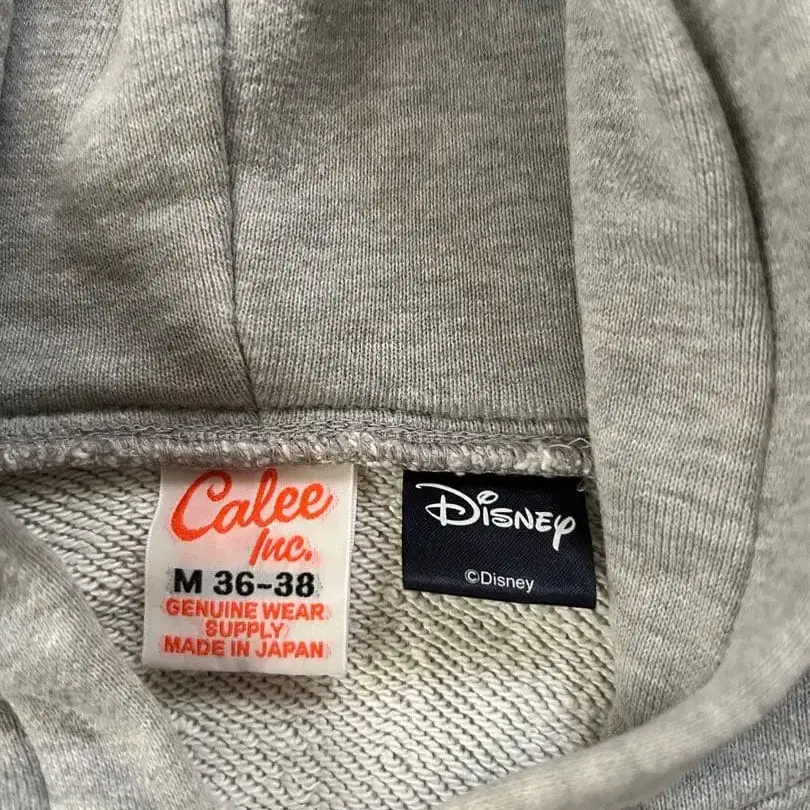 Calee
Inc.
M 36-38
GENUINE WEAR
SUPPLY
MADE IN JAPAN
Disney
©Disney